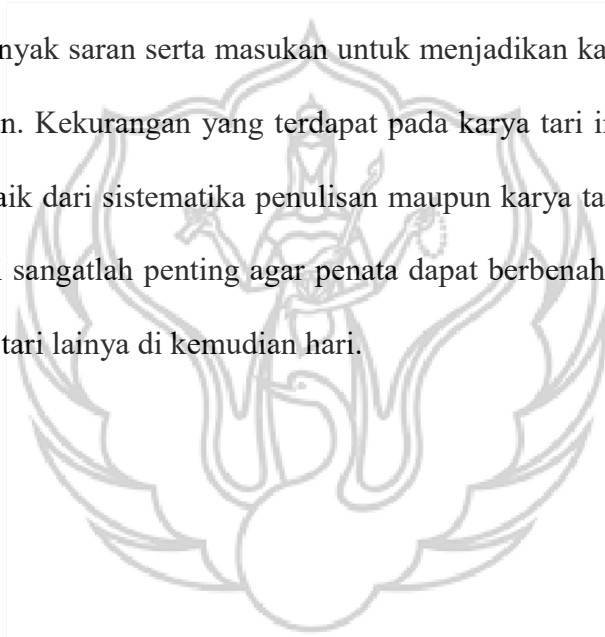 nyak saran serta masukan untuk menjadikan ka
n. Kekurangan yang terdapat pada karya tari i
aik dari sistematika penulisan maupun karya ta
i sangatlah penting agar penata dapat berbenah
tari lainya di kemudian hari.